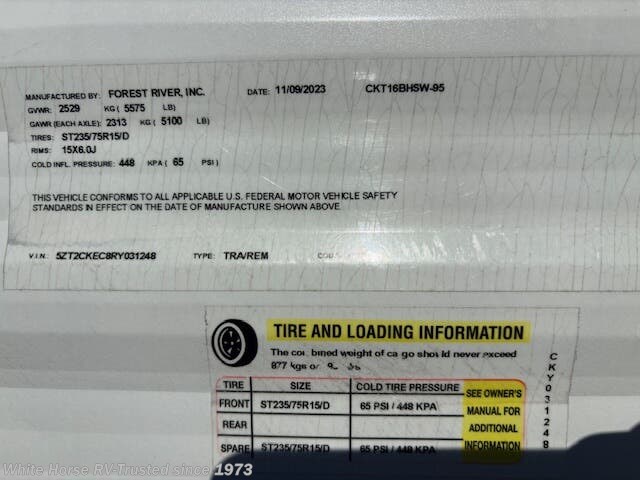 MANUFACTURED BY: FOREST RIVER, INC. DATE: 11/09/2023 CKT16BHSW-95
GVWR: 2529 KG ( 5575 LB)
GAWR (EACH AXLE): 2313 KG ( 5100 LB)
TIRES: ST235/75R15/D
RIMS: 15X6.0J
COLD INFL. PRESSURE: 448 KPA ( 65 PSI )
THIS VEHICLE CONFORMS TO ALL APPLICABLE U.S. FEDERAL MOTOR VEHICLE SAFETY
STANDARDS IN EFFECT ON THE DATE OF MANUFACTURE SHOWN ABOVE
V.I.N.: 5ZT2CKEC8RY031248 TYPE: TRA/REM
TIRE AND LOADING INFORMATION
The combined weight of cargo should never exceed
877 kgs or
TIRE SIZE COLD TIRE PRESSURE SEE OWNER'S
FRONT ST235/75R15/D 65 PSI / 448 KPA MANUAL FOR
REAR ADDITIONAL
SPARE ST235/75R15/D 65 PSI / 448 KPA INFORMATION
CKY031248
White Horse RV-Trusted since 1973